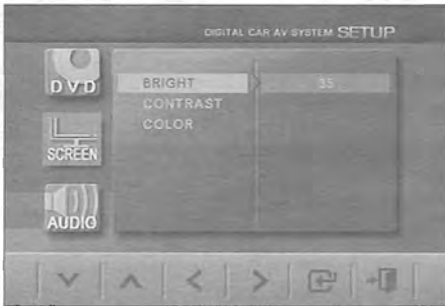 DIGITAL CAR AV SYSTEM SETUP
DVD
BRIGHT 35
CONTRAST
COLOR
SCREEN
AUDIO